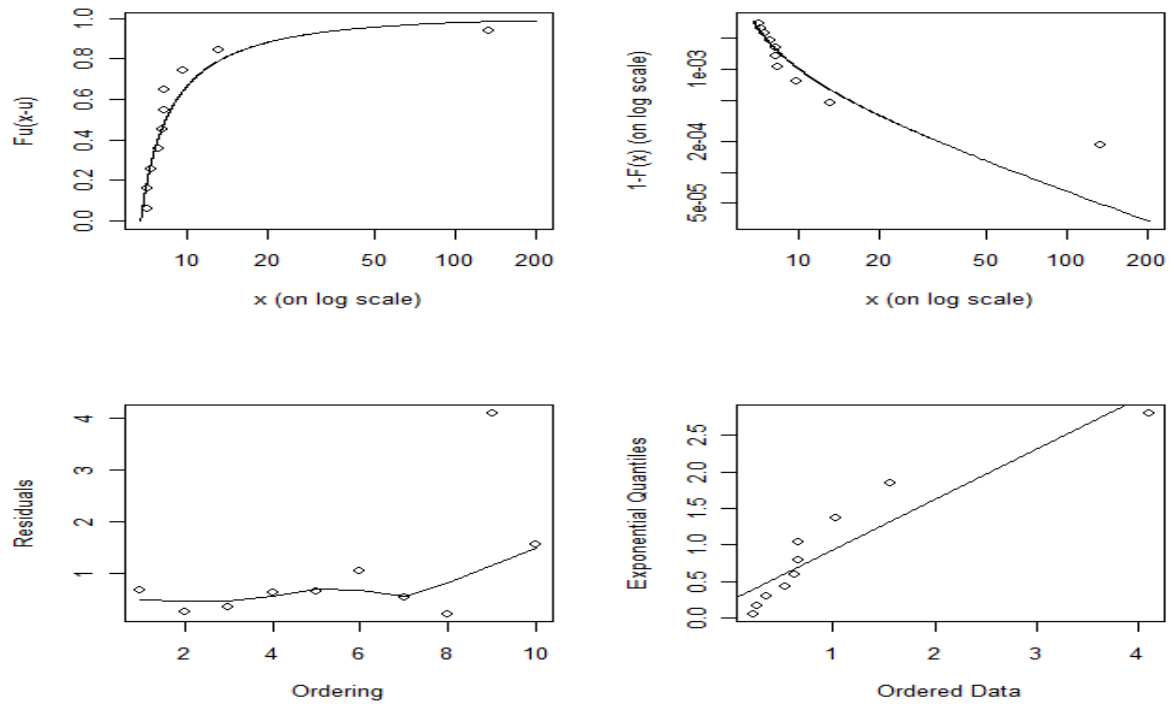 Fu(x-u)
0.0 0.2 0.4 0.6 0.8 1.0
10 20 50 100 200
x (on log scale)
1-F(x) (on log scale)
5e-05 2e-04 1e-03
10 20 50 100 200
x (on log scale)
Residuals
1 2 3 4
2 4 6 8 10
Ordering
Exponential Quantiles
0.0 0.5 1.0 1.5 2.0 2.5
1 2 3 4
Ordered Data